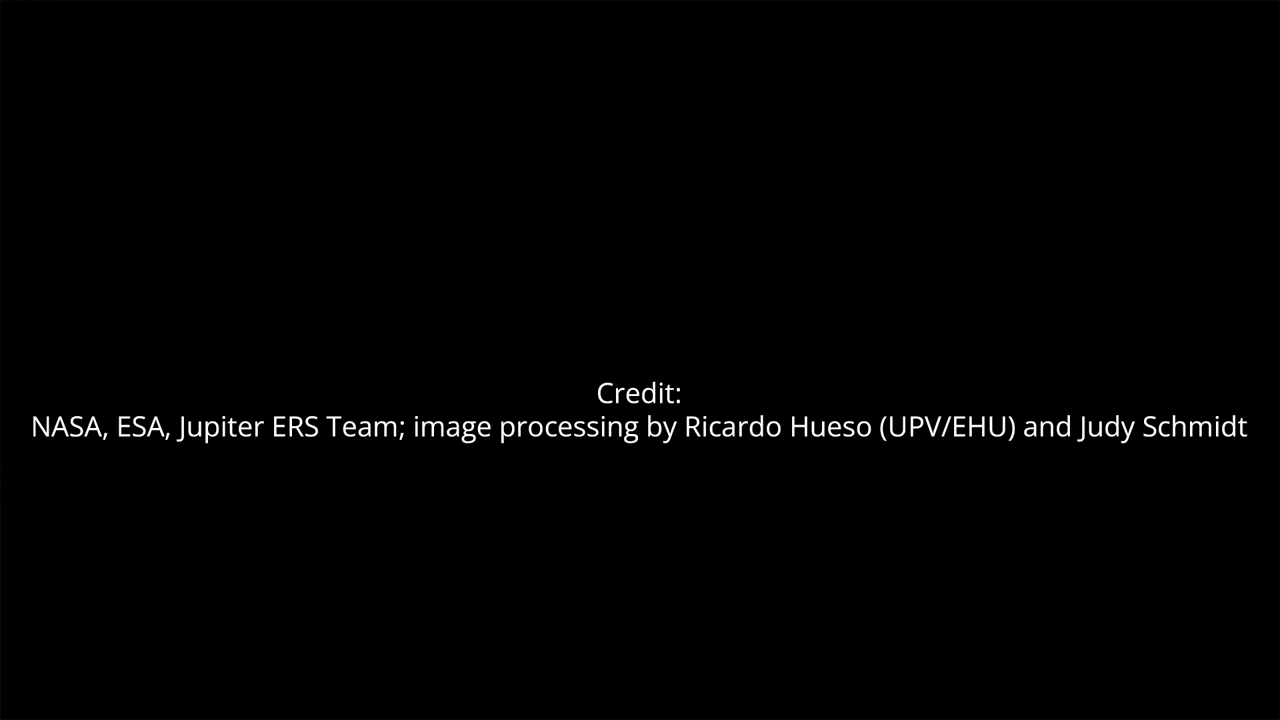 Credit:
NASA, ESA, Jupiter ERS Team; image processing by Ricardo Hueso (UPV/EHU) and Judy Schmidt